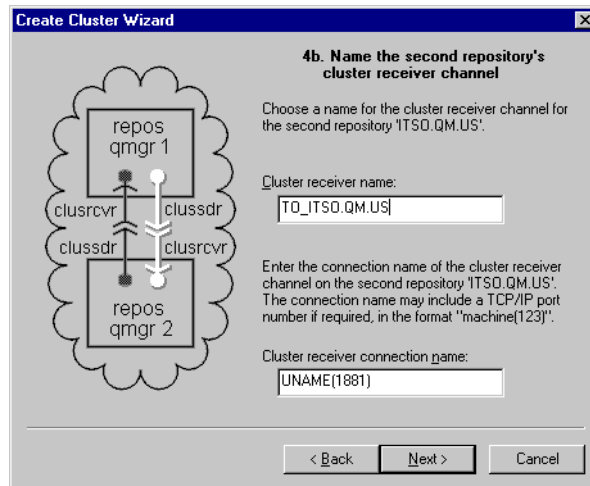 Create Cluster Wizard
4b. Name the second repository's
cluster receiver channel
Choose a name for the cluster receiver channel for
the second repository 'ITSO.QM.US'.
Cluster receiver name:
TO_ITSO.QM.US
Enter the connection name of the cluster receiver
channel on the second repository 'ITSO.QM.US'.
The connection name may include a TCP/IP port
number if required, in the format "machine(123)".
Cluster receiver connection name:
UNAME(1881)
repos
qmgr 1
clusrcvr clussdr
clussdr clusrcvr
repos
qmgr 2
< Back Next > Cancel